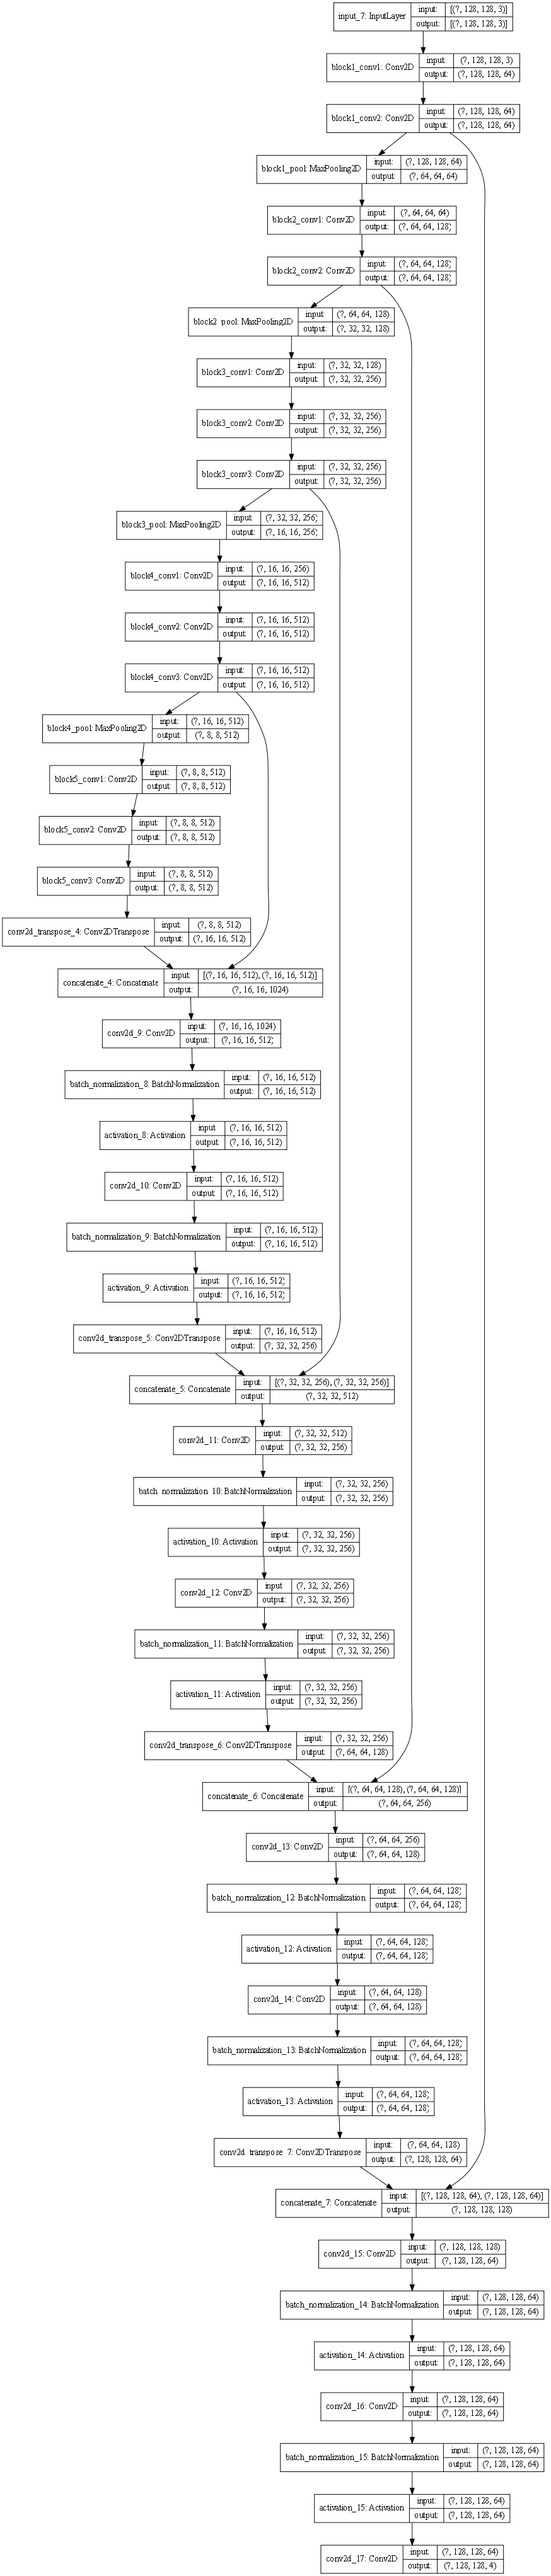 input_7: InputLayer
input: [(?, 128, 128, 3)]
output: [(?, 128, 128, 3)]
block1_conv1: Conv2D
input: (?, 128, 128, 3)
output: (?, 128, 128, 64)
block1_conv2: Conv2D
input: (?, 128, 128, 64)
output: (?, 128, 128, 64)
block1_pool: MaxPooling2D
input: (?, 128, 128, 64)
output: (?, 64, 64, 64)
block2_conv1: Conv2D
input: (?, 64, 64, 64)
output: (?, 64, 64, 128)
block2_conv2: Conv2D
input: (?, 64, 64, 128)
output: (?, 64, 64, 128)
block2_pool: MaxPooling2D
input: (?, 64, 64, 128)
output: (?, 32, 32, 128)
block3_conv1: Conv2D
input: (?, 32, 32, 128)
output: (?, 32, 32, 256)
block3_conv2: Conv2D
input: (?, 32, 32, 256)
output: (?, 32, 32, 256)
block3_conv3: Conv2D
input: (?, 32, 32, 256)
output: (?, 32, 32, 256)
block3_pool: MaxPooling2D
input: (?, 32, 32, 256)
output: (?, 16, 16, 256)
block4_conv1: Conv2D
input: (?, 16, 16, 256)
output: (?, 16, 16, 512)
block4_conv2: Conv2D
input: (?, 16, 16, 512)
output: (?, 16, 16, 512)
block4_conv3: Conv2D
input: (?, 16, 16, 512)
output: (?, 16, 16, 512)
block4_pool: MaxPooling2D
input: (?, 16, 16, 512)
output: (?, 8, 8, 512)
block5_conv1: Conv2D
input: (?, 8, 8, 512)
output: (?, 8, 8, 512)
block5_conv2: Conv2D
input: (?, 8, 8, 512)
output: (?, 8, 8, 512)
block5_conv3: Conv2D
input: (?, 8, 8, 512)
output: (?, 8, 8, 512)
conv2d_transpose_4: Conv2DTranspose
input: (?, 8, 8, 512)
output: (?, 16, 16, 512)
concatenate_4: Concatenate
input: [(?, 16, 16, 512), (?, 16, 16, 512)]
output: (?, 16, 16, 1024)
conv2d_9: Conv2D
input: (?, 16, 16, 1024)
output: (?, 16, 16, 512)
batch_normalization_8: BatchNormalization
input: (?, 16, 16, 512)
output: (?, 16, 16, 512)
activation_8: Activation
input: (?, 16, 16, 512)
output: (?, 16, 16, 512)
conv2d_10: Conv2D
input: (?, 16, 16, 512)
output: (?, 16, 16, 512)
batch_normalization_9: BatchNormalization
input: (?, 16, 16, 512)
output: (?, 16, 16, 512)
activation_9: Activation
input: (?, 16, 16, 512)
output: (?, 16, 16, 512)
conv2d_transpose_5: Conv2DTranspose
input: (?, 16, 16, 512)
output: (?, 32, 32, 256)
concatenate_5: Concatenate
input: [(?, 32, 32, 256), (?, 32, 32, 256)]
output: (?, 32, 32, 512)
conv2d_11: Conv2D
input: (?, 32, 32, 512)
output: (?, 32, 32, 256)
batch_normalization_10: BatchNormalization
input: (?, 32, 32, 256)
output: (?, 32, 32, 256)
activation_10: Activation
input: (?, 32, 32, 256)
output: (?, 32, 32, 256)
conv2d_12: Conv2D
input: (?, 32, 32, 256)
output: (?, 32, 32, 256)
batch_normalization_11: BatchNormalization
input: (?, 32, 32, 256)
output: (?, 32, 32, 256)
activation_11: Activation
input: (?, 32, 32, 256)
output: (?, 32, 32, 256)
conv2d_transpose_6: Conv2DTranspose
input: (?, 32, 32, 256)
output: (?, 64, 64, 128)
concatenate_6: Concatenate
input: [(?, 64, 64, 128), (?, 64, 64, 128)]
output: (?, 64, 64, 256)
conv2d_13: Conv2D
input: (?, 64, 64, 256)
output: (?, 64, 64, 128)
batch_normalization_12: BatchNormalization
input: (?, 64, 64, 128)
output: (?, 64, 64, 128)
activation_12: Activation
input: (?, 64, 64, 128)
output: (?, 64, 64, 128)
conv2d_14: Conv2D
input: (?, 64, 64, 128)
output: (?, 64, 64, 128)
batch_normalization_13: BatchNormalization
input: (?, 64, 64, 128)
output: (?, 64, 64, 128)
activation_13: Activation
input: (?, 64, 64, 128)
output: (?, 64, 64, 128)
conv2d_transpose_7: Conv2DTranspose
input: (?, 64, 64, 128)
output: (?, 128, 128, 64)
concatenate_7: Concatenate
input: [(?, 128, 128, 64), (?, 128, 128, 64)]
output: (?, 128, 128, 128)
conv2d_15: Conv2D
input: (?, 128, 128, 128)
output: (?, 128, 128, 64)
batch_normalization_14: BatchNormalization
input: (?, 128, 128, 64)
output: (?, 128, 128, 64)
activation_14: Activation
input: (?, 128, 128, 64)
output: (?, 128, 128, 64)
conv2d_16: Conv2D
input: (?, 128, 128, 64)
output: (?, 128, 128, 64)
batch_normalization_15: BatchNormalization
input: (?, 128, 128, 64)
output: (?, 128, 128, 64)
activation_15: Activation
input: (?, 128, 128, 64)
output: (?, 128, 128, 64)
conv2d_17: Conv2D
input: (?, 128, 128, 64)
output: (?, 128, 128, 4)